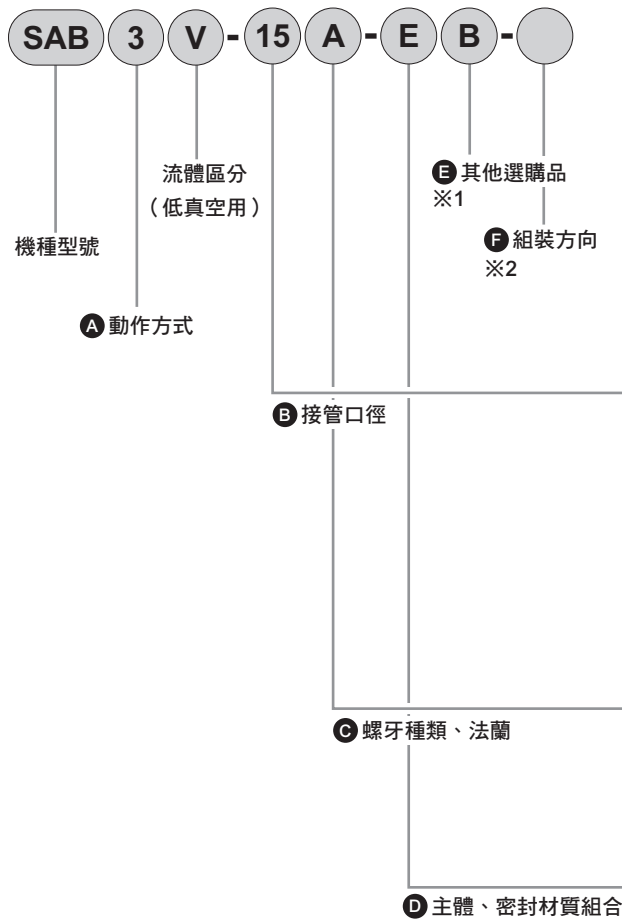 SAB 3 V - 15 A - E B -
流體區分
（低真空用）
E 其他選購品
※1
機種型號
F 組裝方向
※2
A 動作方式
B 接管口徑
C 螺牙種類、法蘭
D 主體、密封材質組合